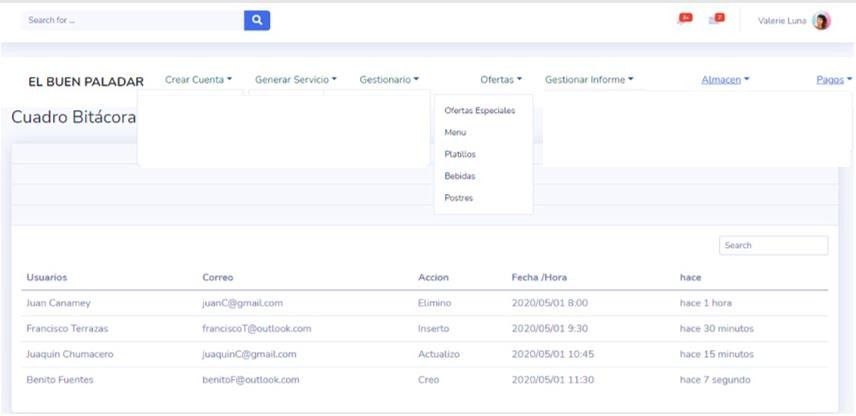 Search for ...
3+
7
Valerie Luna
EL BUEN PALADAR
Crear Cuenta
Generar Servicio
Gestionario
Ofertas
Gestionar Informe
Almacen
Pagos
Ofertas Especiales
Menu
Platillos
Bebidas
Postres
Cuadro Bitácora
Search
Usuarios Correo Accion Fecha /Hora hace
Juan Canamey juanC@gmail.com Elimino 2020/05/01 8:00 hace 1 hora
Francisco Terrazas franciscoT@outlook.com Inserto 2020/05/01 9:30 hace 30 minutos
Juaquin Chumacero juaquinC@gmail.com Actualizo 2020/05/01 10:45 hace 15 minutos
Benito Fuentes benitoF@outlook.com Creo 2020/05/01 11:30 hace 7 segundo